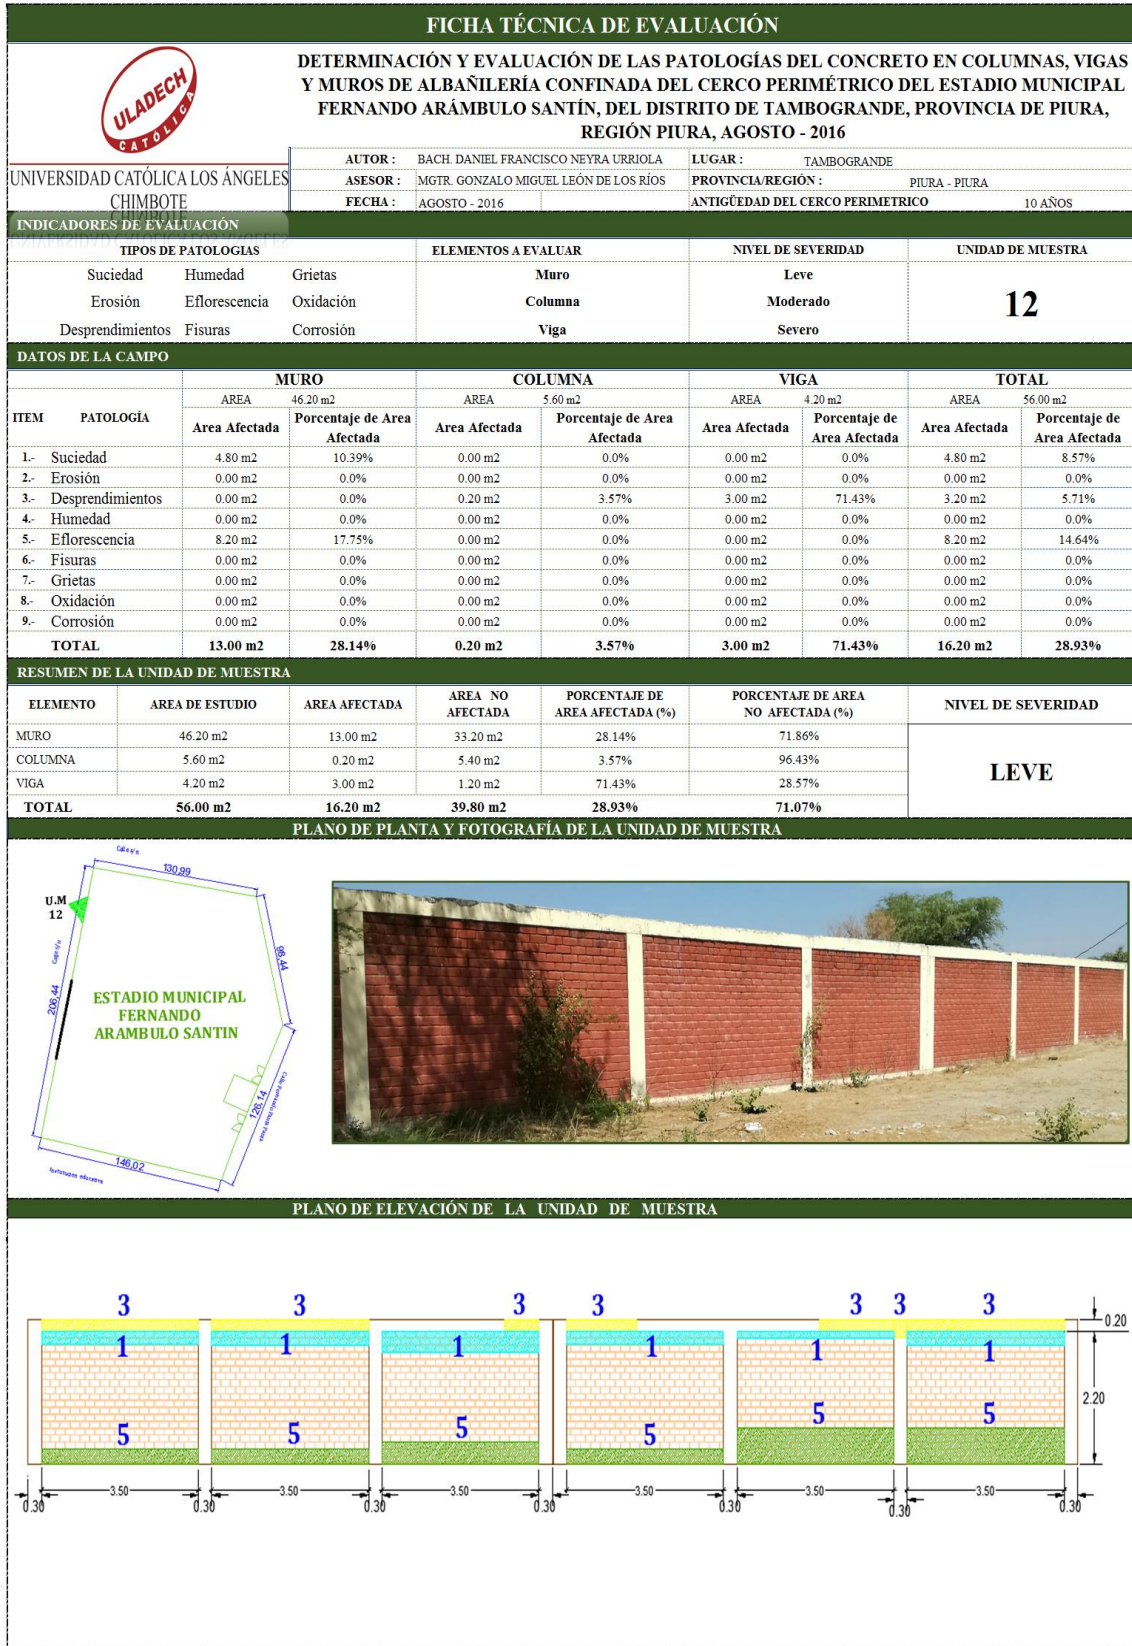 FICHA TÉCNICA DE EVALUACIÓN
ULADECH
CATÓLICA
UNIVERSIDAD CATÓLICA LOS ÁNGELES
CHIMBOTE
DETERMINACIÓN Y EVALUACIÓN DE LAS PATOLOGÍAS DEL CONCRETO EN COLUMNAS, VIGAS
Y MUROS DE ALBAÑILERÍA CONFINADA DEL CERCO PERIMÉTRICO DEL ESTADIO MUNICIPAL
FERNANDO ARÁMBULO SANTÍN, DEL DISTRITO DE TAMBOGRANDE, PROVINCIA DE PIURA,
REGIÓN PIURA, AGOSTO - 2016
AUTOR : BACH. DANIEL FRANCISCO NEYRA URRIOLA LUGAR : TAMBOGRANDE
ASESOR : MGTR. GONZALO MIGUEL LEÓN DE LOS RÍOS PROVINCIA/REGIÓN : PIURA - PIURA
FECHA : AGOSTO - 2016 ANTIGÜEDAD DEL CERCO PERIMETRICO 10 AÑOS
INDICADORES DE EVALUACIÓN
TIPOS DE PATOLOGIAS ELEMENTOS A EVALUAR NIVEL DE SEVERIDAD UNIDAD DE MUESTRA
Suciedad Humedad Grietas Muro Leve
Erosión Eflorescencia Oxidación Columna Moderado 12
Desprendimientos Fisuras Corrosión Viga Severo
DATOS DE LA CAMPO
MURO COLUMNA VIGA TOTAL
AREA 46.20 m2 AREA 5.60 m2 AREA 4.20 m2 AREA 56.00 m2
ITEM PATOLOGÍA Area Afectada Porcentaje de Area Afectada Area Afectada Porcentaje de Area Afectada Area Afectada Porcentaje de Area Afectada Area Afectada Porcentaje de Area Afectada
1.- Suciedad 4.80 m2 10.39% 0.00 m2 0.0% 0.00 m2 0.0% 4.80 m2 8.57%
2.- Erosión 0.00 m2 0.0% 0.00 m2 0.0% 0.00 m2 0.0% 0.00 m2 0.0%
3.- Desprendimientos 0.00 m2 0.0% 0.20 m2 3.57% 3.00 m2 71.43% 3.20 m2 5.71%
4.- Humedad 0.00 m2 0.0% 0.00 m2 0.0% 0.00 m2 0.0% 0.00 m2 0.0%
5.- Eflorescencia 8.20 m2 17.75% 0.00 m2 0.0% 0.00 m2 0.0% 8.20 m2 14.64%
6.- Fisuras 0.00 m2 0.0% 0.00 m2 0.0% 0.00 m2 0.0% 0.00 m2 0.0%
7.- Grietas 0.00 m2 0.0% 0.00 m2 0.0% 0.00 m2 0.0% 0.00 m2 0.0%
8.- Oxidación 0.00 m2 0.0% 0.00 m2 0.0% 0.00 m2 0.0% 0.00 m2 0.0%
9.- Corrosión 0.00 m2 0.0% 0.00 m2 0.0% 0.00 m2 0.0% 0.00 m2 0.0%
TOTAL 13.00 m2 28.14% 0.20 m2 3.57% 3.00 m2 71.43% 16.20 m2 28.93%
RESUMEN DE LA UNIDAD DE MUESTRA
ELEMENTO AREA DE ESTUDIO AREA AFECTADA AREA NO AFECTADA PORCENTAJE DE AREA AFECTADA (%) PORCENTAJE DE AREA NO AFECTADA (%) NIVEL DE SEVERIDAD
MURO 46.20 m2 13.00 m2 33.20 m2 28.14% 71.86%
COLUMNA 5.60 m2 0.20 m2 5.40 m2 3.57% 96.43%
LEVE
VIGA 4.20 m2 3.00 m2 1.20 m2 71.43% 28.57%
TOTAL 56.00 m2 16.20 m2 39.80 m2 28.93% 71.07%
PLANO DE PLANTA Y FOTOGRAFÍA DE LA UNIDAD DE MUESTRA
Calle s/n
130,99
U.M
12
Calle s/n
98,44
206,44
ESTADIO MUNICIPAL
FERNANDO
ARAMBULO SANTIN
126,14
146,02
PLANO DE ELEVACIÓN DE LA UNIDAD DE MUESTRA
3 3 3 3 3 3 3
0.20
1 1 1 1 1 1
2.20
5 5 5 5 5 5
3.50 3.50 3.50 3.50 3.50 3.50
0.30 0.30 0.30 0.30 0.30 0.30 0.30